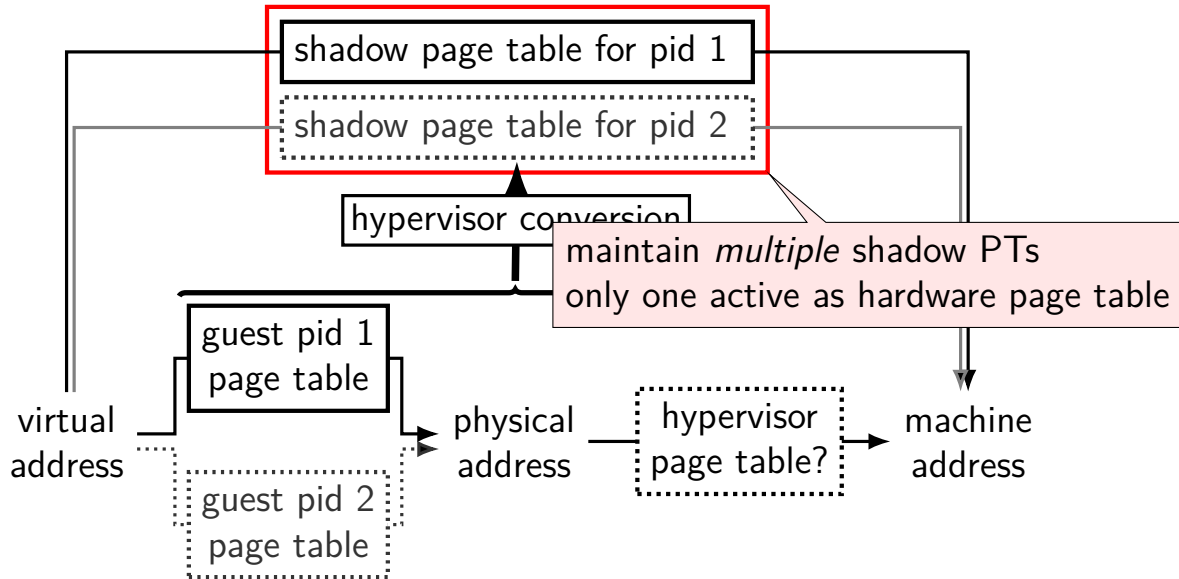 shadow page table for pid 1
shadow page table for pid 2
hypervisor conversion
maintain multiple shadow PTs
only one active as hardware page table
guest pid 1
page table
virtual
address
physical
address
hypervisor
page table?
machine
address
guest pid 2
page table